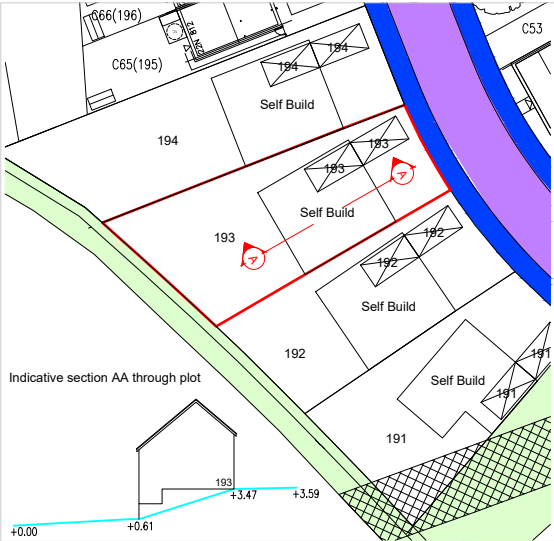 C66(196)
22N 872
C65(195)
C53
194
194
Self Build
194
193
193
Self Build
193
A
A
192
192
Self Build
192
191
Self Build
191
191
Indicative section AA through plot
193
+3.47
+3.59
+0.61
+0.00